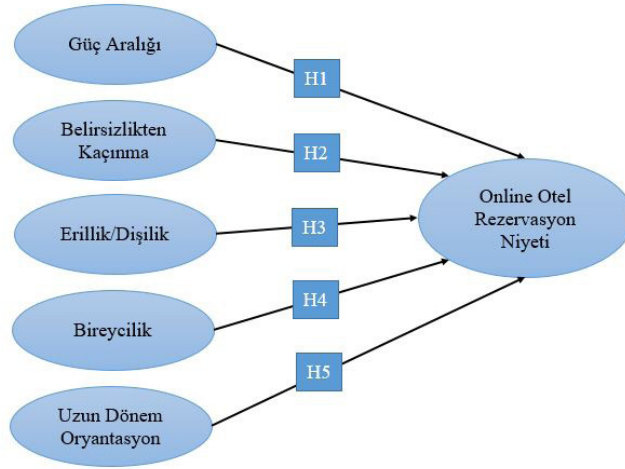 Güç Aralığı
H1
Belirsizlikten
Kaçınma
H2
Erillik/Dişilik
H3
Online Otel
Rezervasyon
Niyeti
Bireycilik
H4
Uzun Dönem
Oryantasyon
H5